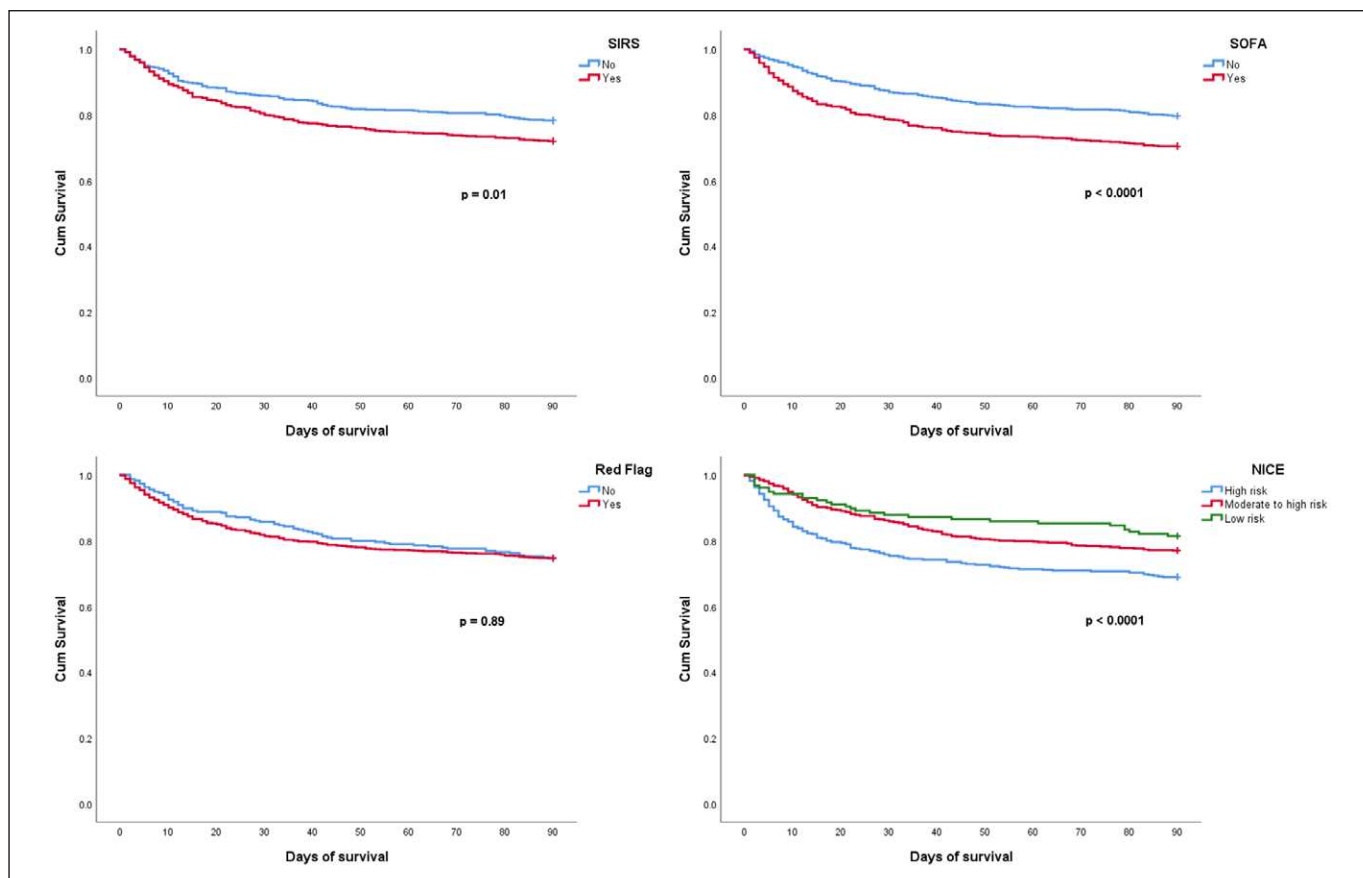 SIRS
No
Yes
1.0
0.8
0.6
0.4
0.2
0.0
Cum Survival
p = 0.01
0 10 20 30 40 50 60 70 80 90
Days of survival
SOFA
No
Yes
1.0
0.8
0.6
0.4
0.2
0.0
Cum Survival
p < 0.0001
0 10 20 30 40 50 60 70 80 90
Days of survival
Red Flag
No
Yes
1.0
0.8
0.6
0.4
0.2
0.0
Cum Survival
p = 0.89
0 10 20 30 40 50 60 70 80 90
Days of survival
NICE
High risk
Moderate to high risk
Low risk
1.0
0.8
0.6
0.4
0.2
0.0
Cum Survival
p < 0.0001
0 10 20 30 40 50 60 70 80 90
Days of survival